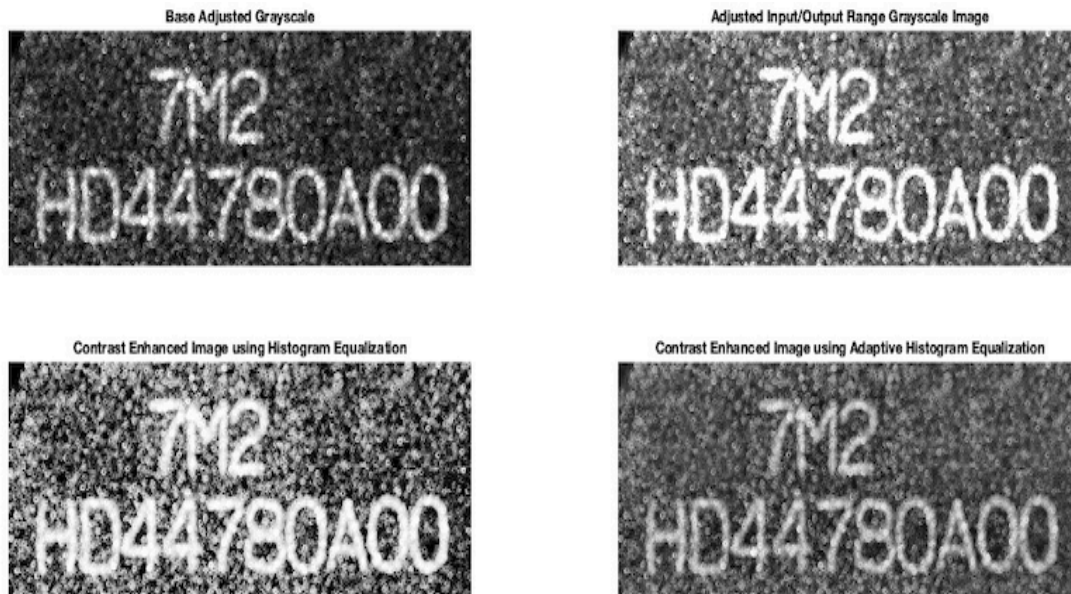 Base Adjusted Grayscale
7M2
HD44780A00
Adjusted Input/Output Range Grayscale Image
7M2
HD44780A00
Contrast Enhanced Image using Histogram Equalization
7M2
HD44780A00
Contrast Enhanced Image using Adaptive Histogram Equalization
7M2
HD44780A00